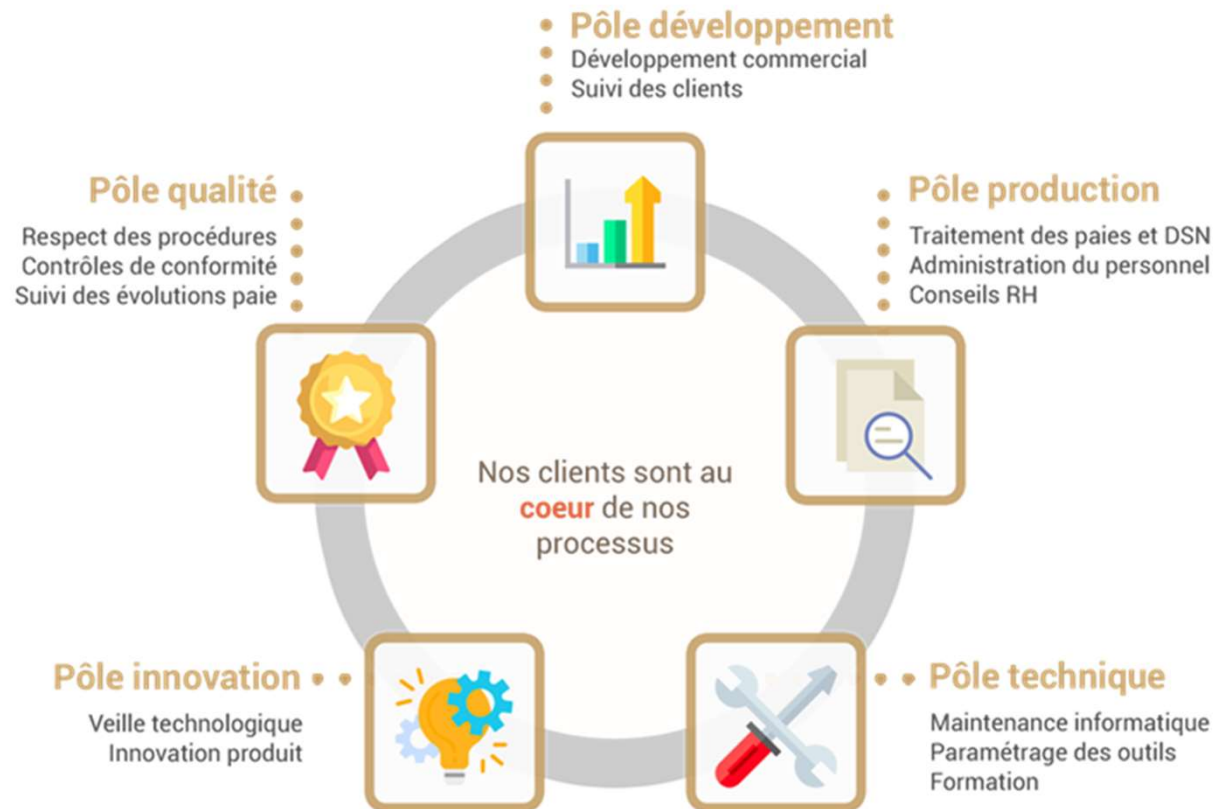 Pôle développement
Développement commercial
Suivi des clients
Pôle qualité
Respect des procédures
Contrôles de conformité
Suivi des évolutions paie
Pôle production
Traitement des paies et DSN
Administration du personnel
Conseils RH
Nos clients sont au
coeur de nos
processus
Pôle innovation
Veille technologique
Innovation produit
Pôle technique
Maintenance informatique
Paramétrage des outils
Formation